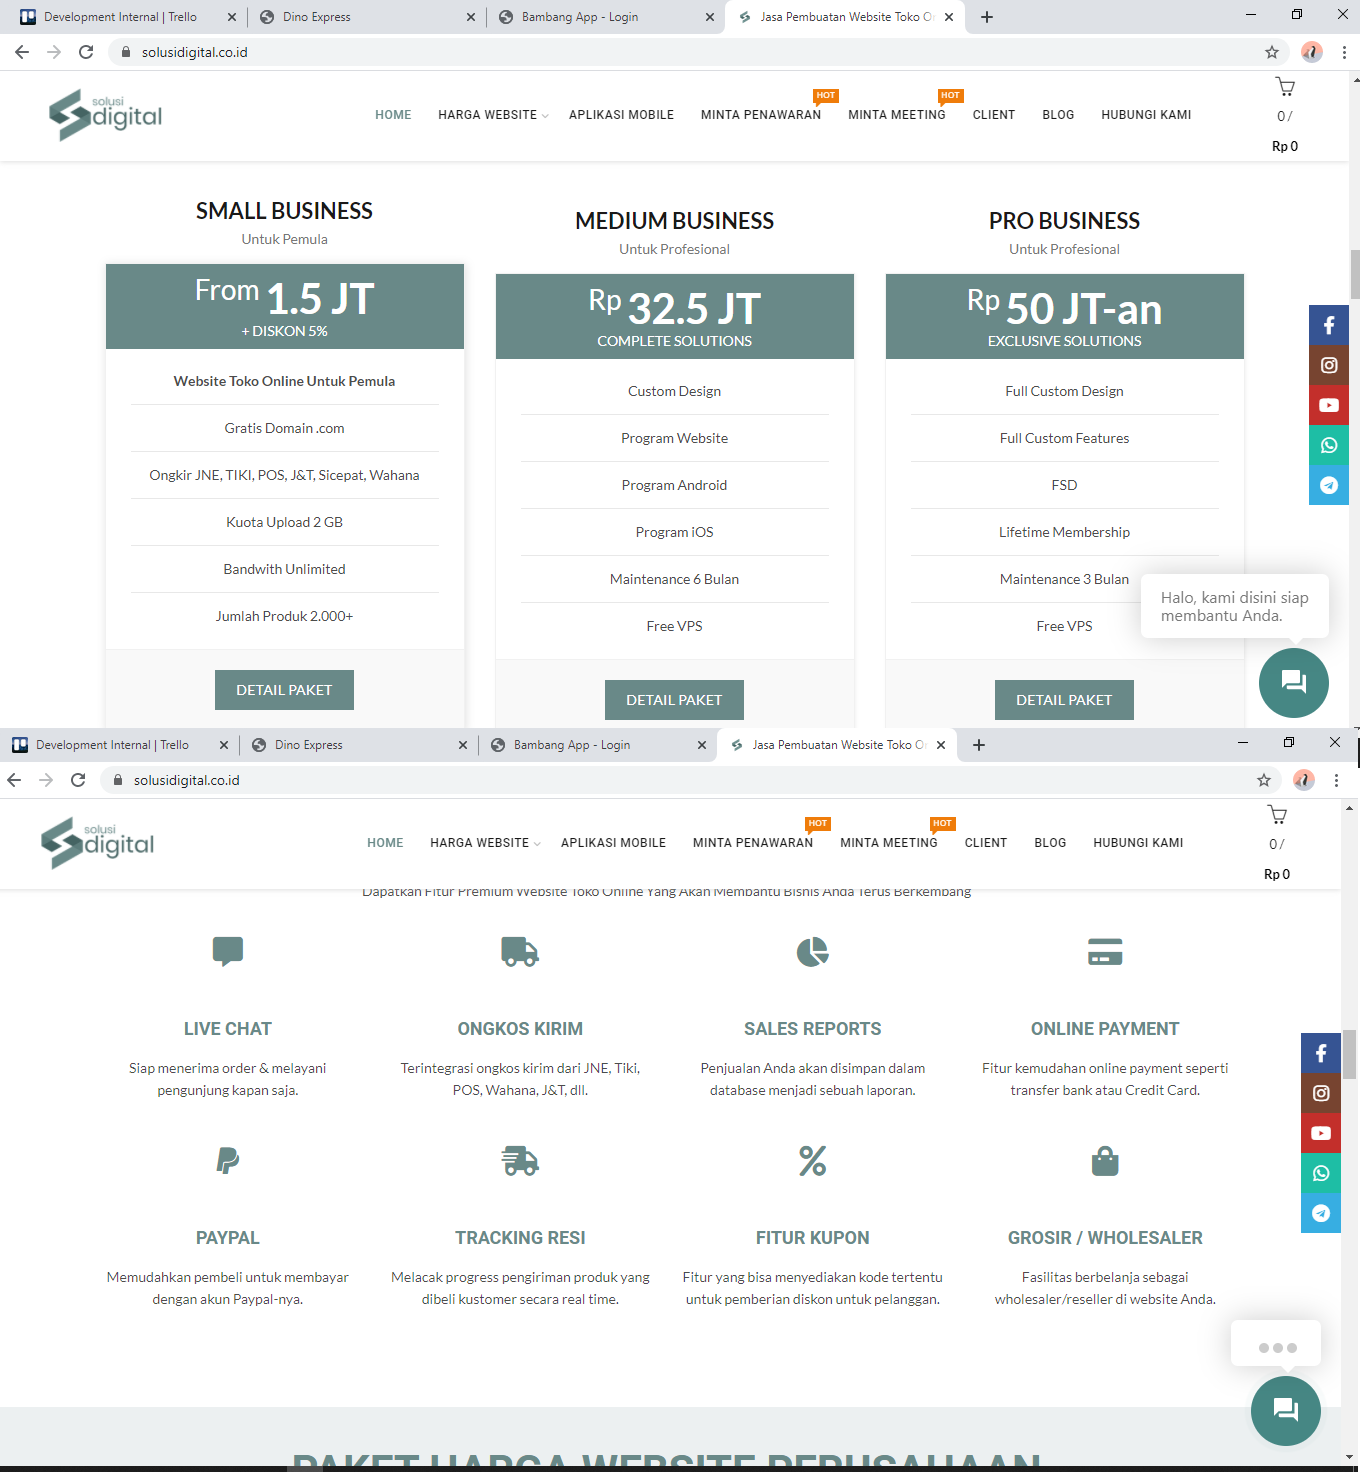 Development Internal | Trello
Dino Express
Bambang App - Login
Jasa Pembuatan Website Toko O
solusidigital.co.id
solusi
digital
HOME
HARGA WEBSITE
APLIKASI MOBILE
MINTA PENAWARAN
HOT
MINTA MEETING
HOT
CLIENT
BLOG
HUBUNGI KAMI
0 /
Rp 0
SMALL BUSINESS
Untuk Pemula
From 1.5 JT
+ DISKON 5%
Website Toko Online Untuk Pemula
Gratis Domain .com
Ongkir JNE, TIKI, POS, J&T, Sicepat, Wahana
Kuota Upload 2 GB
Bandwith Unlimited
Jumlah Produk 2.000+
DETAIL PAKET
MEDIUM BUSINESS
Untuk Profesional
Rp 32.5 JT
COMPLETE SOLUTIONS
Custom Design
Program Website
Program Android
Program iOS
Maintenance 6 Bulan
Free VPS
DETAIL PAKET
PRO BUSINESS
Untuk Profesional
Rp 50 JT-an
EXCLUSIVE SOLUTIONS
Full Custom Design
Full Custom Features
FSD
Lifetime Membership
Maintenance 3 Bulan
Free VPS
DETAIL PAKET
Halo, kami disini siap
membantu Anda.
Development Internal | Trello
Dino Express
Bambang App - Login
Jasa Pembuatan Website Toko O
solusidigital.co.id
solusi
digital
HOME
HARGA WEBSITE
APLIKASI MOBILE
MINTA PENAWARAN
HOT
MINTA MEETING
HOT
CLIENT
BLOG
HUBUNGI KAMI
0 /
Rp 0
Dapatkan Fitur Premium Website Toko Online Yang Akan Membantu Bisnis Anda Terus Berkembang
LIVE CHAT
Siap menerima order & melayani
pengunjung kapan saja.
ONGKOS KIRIM
Terintegrasi ongkos kirim dari JNE, Tiki,
POS, Wahana, J&T, dll.
SALES REPORTS
Penjualan Anda akan disimpan dalam
database menjadi sebuah laporan.
ONLINE PAYMENT
Fitur kemudahan online payment seperti
transfer bank atau Credit Card.
PAYPAL
Memudahkan pembeli untuk membayar
dengan akun Paypal-nya.
TRACKING RESI
Melacak progress pengiriman produk yang
dibeli kustomer secara real time.
FITUR KUPON
Fitur yang bisa menyediakan kode tertentu
untuk pemberian diskon untuk pelanggan.
GROSIR / WHOLESALER
Fasilitas berbelanja sebagai
wholesaler/reseller di website Anda.
PAKET HARGA WEBSITE PERUSAHAAN